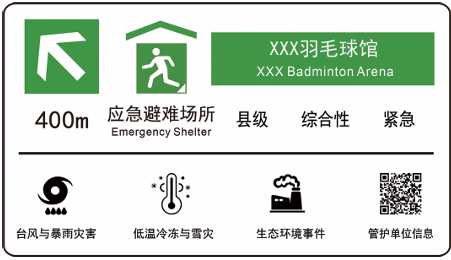 XXX羽毛球馆
XXX Badminton Arena
400m
应急避难场所
Emergency Shelter
县级
综合性
紧急
台风与暴雨灾害
低温冷冻与雪灾
生态环境事件
管护单位信息